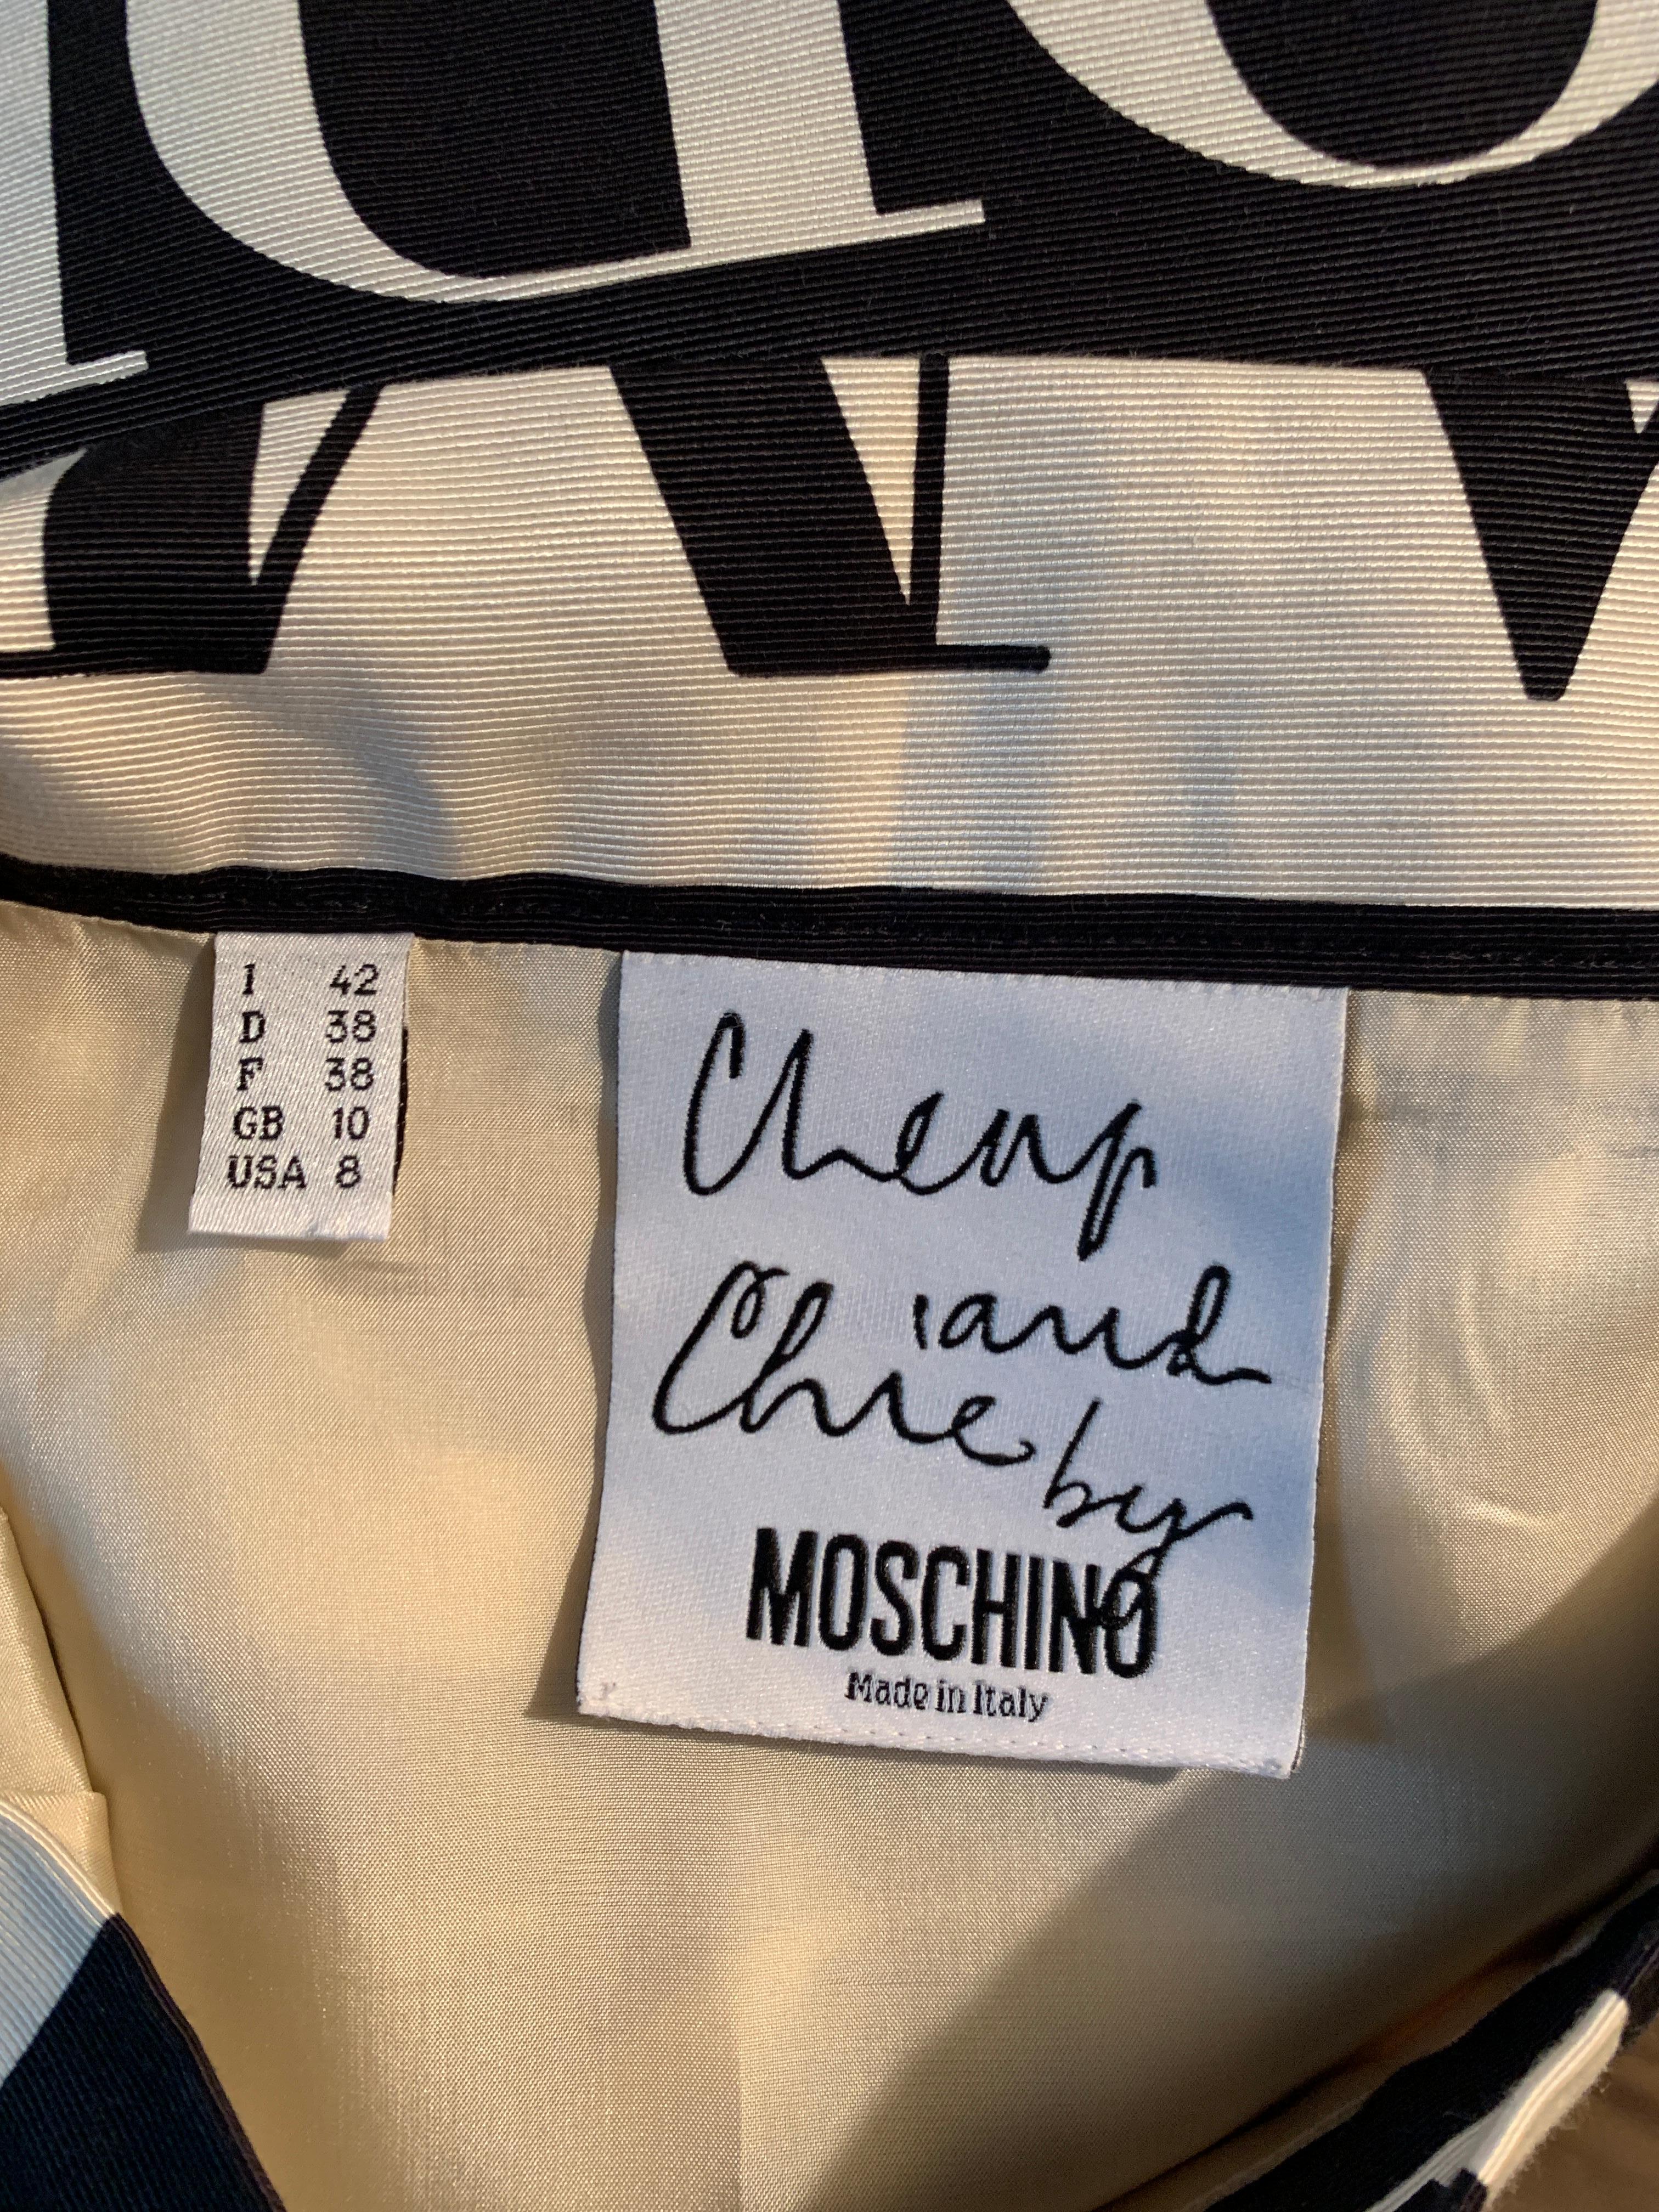 I 42
D 38
F 38
GB 10
USA 8
Cheap
and
Chic by
MOSCHINO
Made in Italy